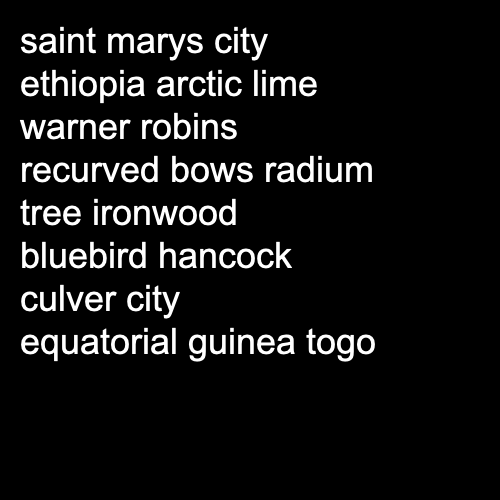 saint marys city
ethiopia arctic lime
warner robins
recurved bows radium
tree ironwood
bluebird hancock
culver city
equatorial guinea togo